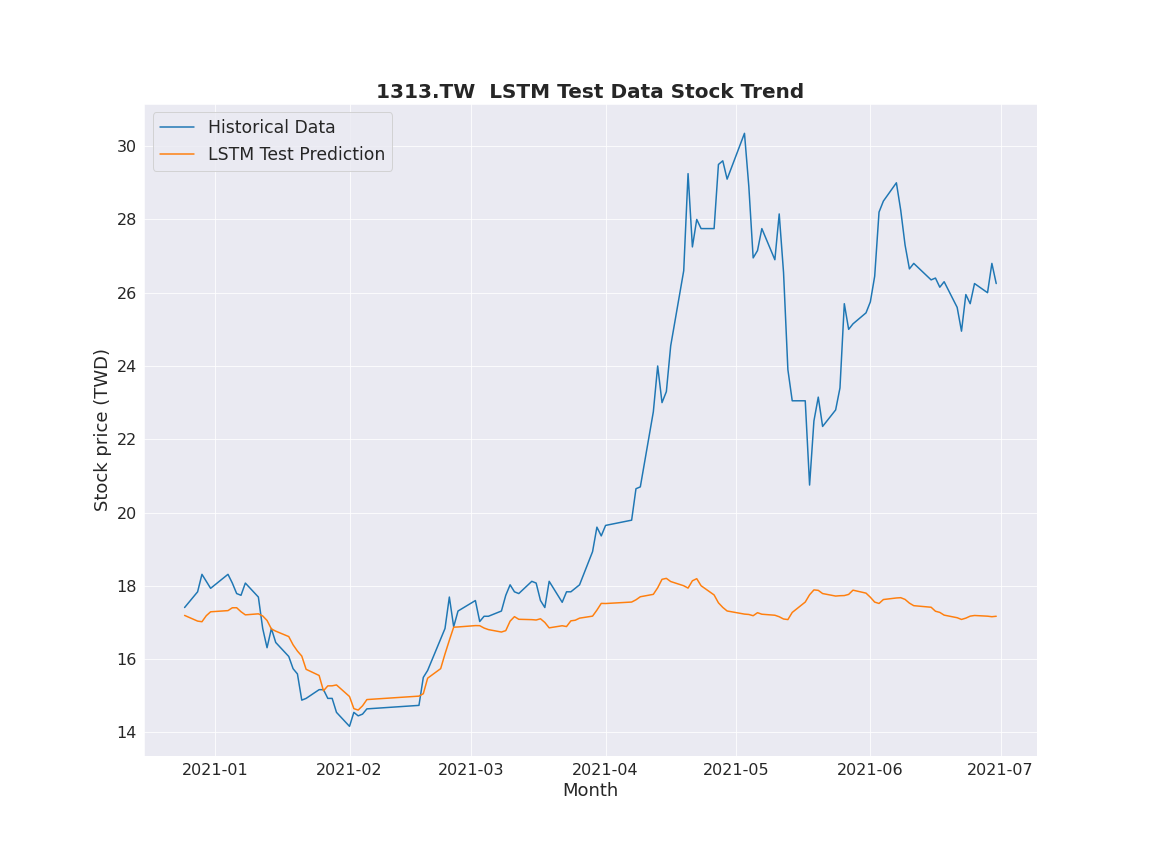 1313.TW  LSTM Test Data Stock Trend
Historical Data
LSTM Test Prediction
Stock price (TWD)
30
28
26
24
22
20
18
16
14
2021-01 2021-02 2021-03 2021-04 2021-05 2021-06 2021-07
Month